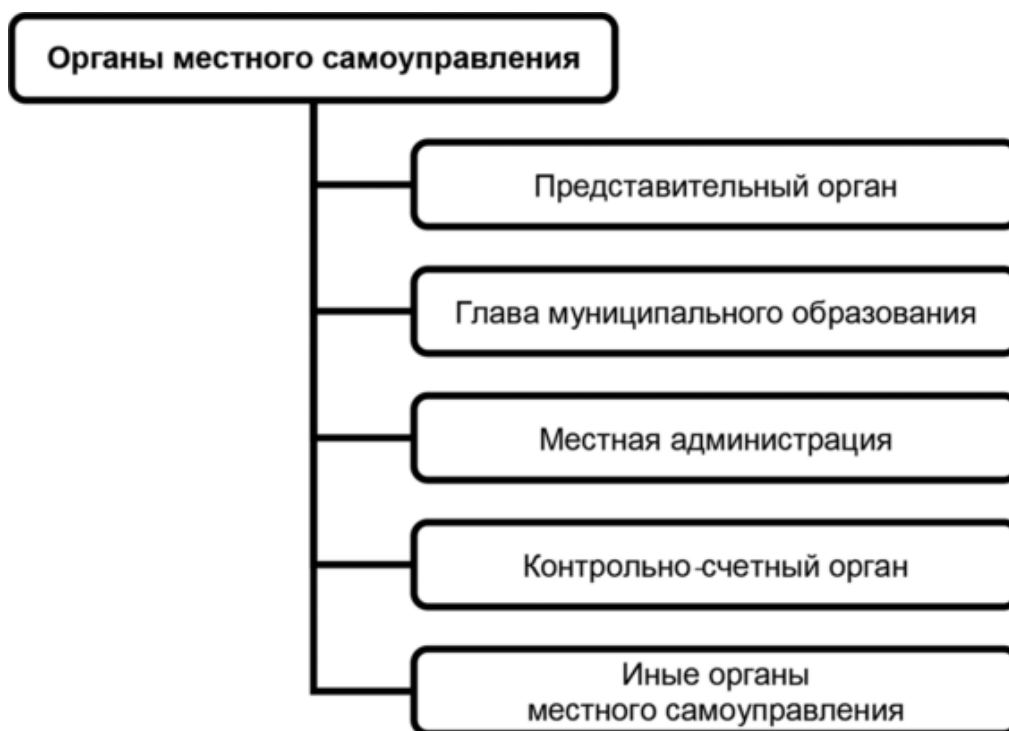 Органы местного самоуправления
Представительный орган
Глава муниципального образования
Местная администрация
Контрольно-счетный орган
Иные органы
местного самоуправления